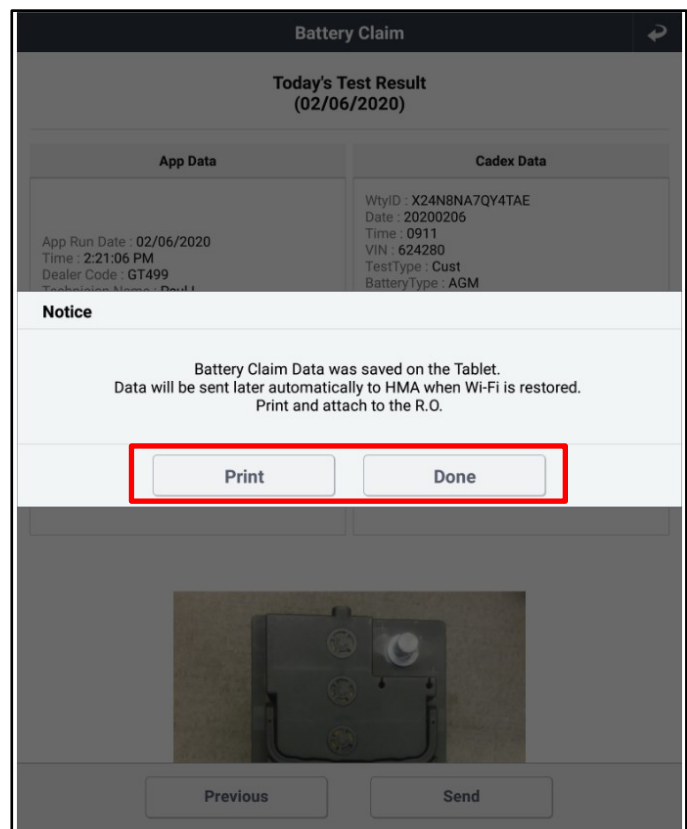 Battery Claim
Today's Test Result
(02/06/2020)
App Data
Cadex Data
App Run Date : 02/06/2020
Time : 2:21:06 PM
Dealer Code : GT499
Technician Name :
WtyID : X24N8NA7QY4TAE
Date : 20200206
Time : 0911
VIN : 624280
TestType : Cust
BatteryType : AGM
Notice
Battery Claim Data was saved on the Tablet.
Data will be sent later automatically to HMA when Wi-Fi is restored.
Print and attach to the R.O.
Print
Done
Previous
Send